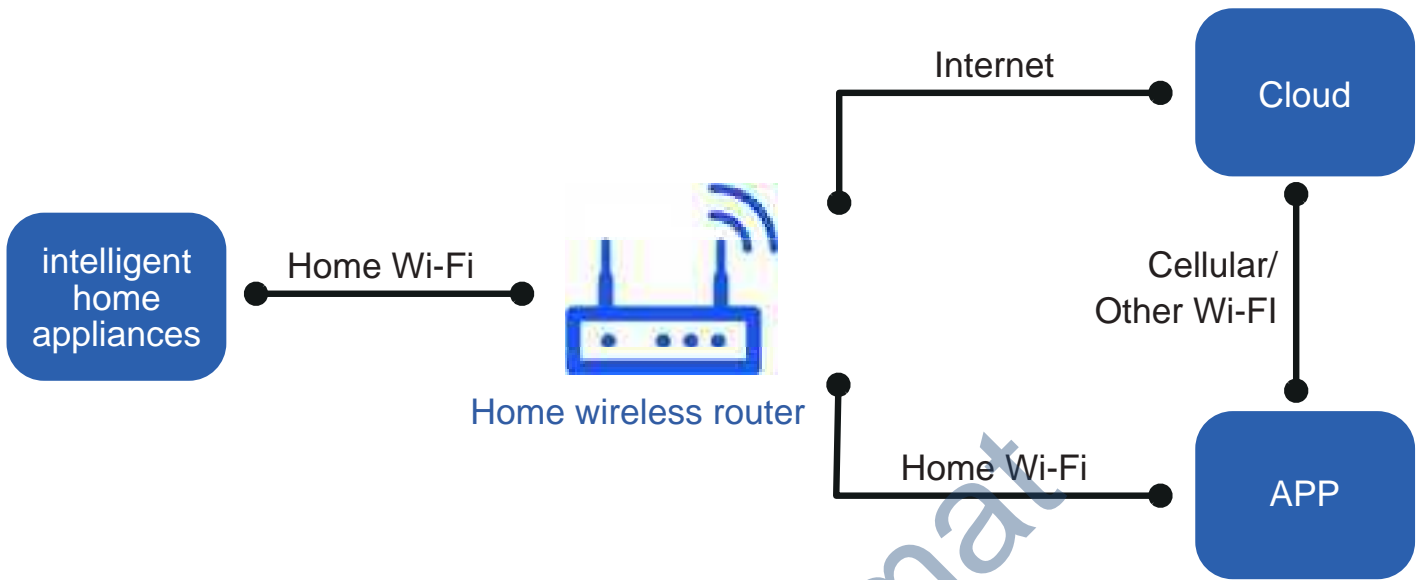 Internet
Cloud
intelligent
home
appliances
Home Wi-Fi
Cellular/
Other Wi-FI
Home wireless router
Home Wi-Fi
APP